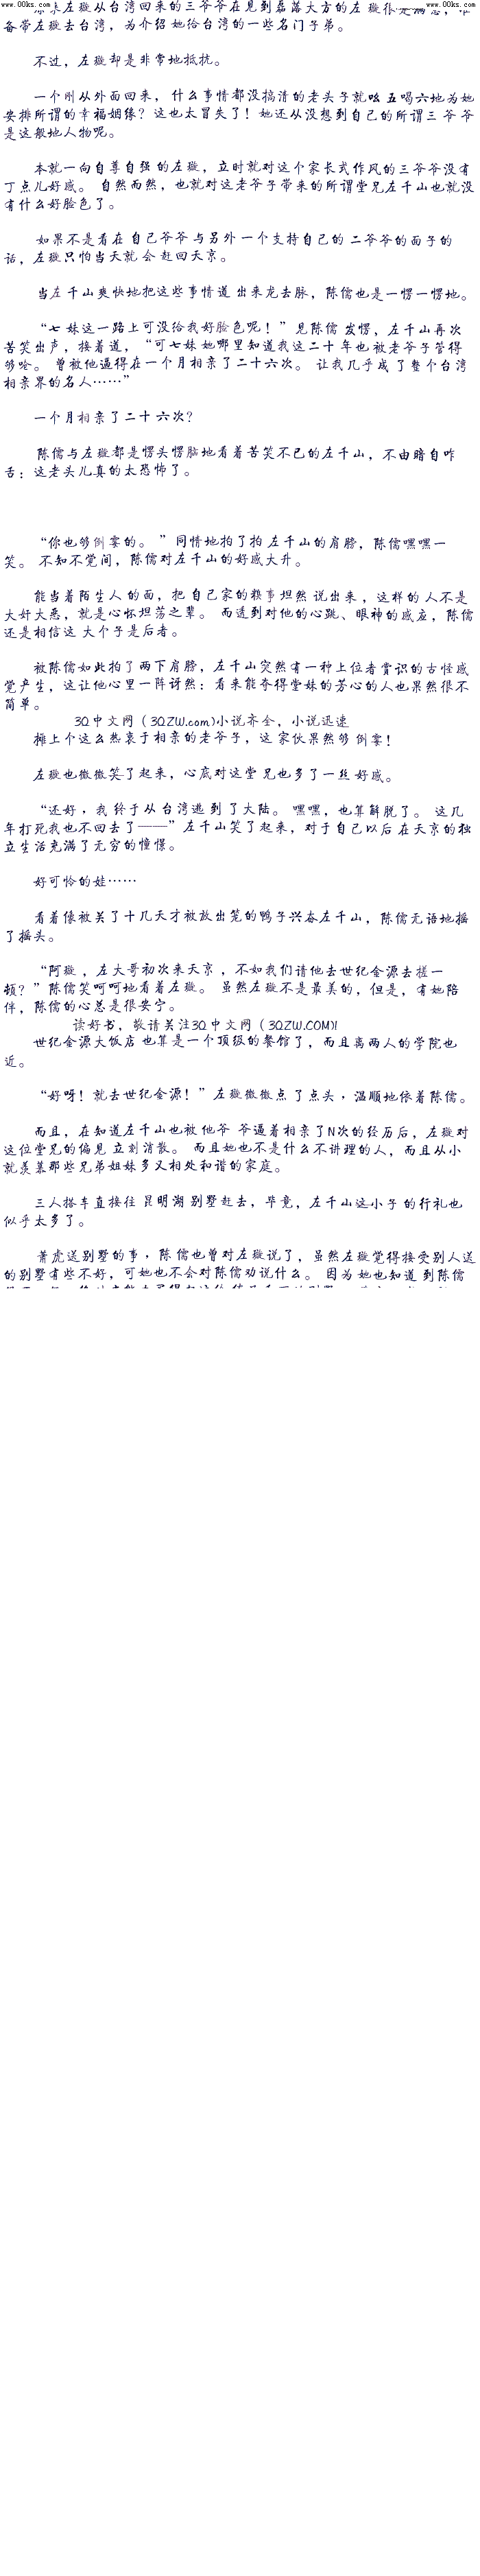 www.00ks.com www.00ks.com
左璇从台湾回来的三爷爷在见到磊落大方的左 璇
备带左璇去台湾，为介绍 她给台湾的一些名门子弟。
不过，左璇却是非常地抵抗。
一个刚从外面回来， 什么事情都没搞清的老头子就吆 五喝六地为她
安排所谓的幸福姻缘？这也太冒失了！她还从没想到自己的所谓三 爷爷
是这般地人物呢。
本就一向自尊自强 的左璇，立时就对这个家长式作风的三爷爷没有
丁点儿好感。 自然而然，也就对这老爷子带来的所谓堂兄左千山也就没
有什么好脸色了。
如果不是看在 自己爷爷 与另外 一个支持自己的 二爷爷的面子的
话，左璇只怕当天就 会 赶回天京。
当左 千山 爽快地把这些事情道 出来龙去脉，陈儒也是一愣一愣地。
“七 妹这一路上可没给我好脸色呢！”见陈儒 发愣，左千山再次
苦笑出声，接着道，“可七妹 她哪里知道我这二十 年也 被老爷子管得
够呛。 曾被他逼得在一个月相亲了二十六次。 让我几乎成 了 整个台湾
相亲界的名人……”
一个月相亲了二十 六次？
陈儒与左璇都是愣头愣脑地看着苦笑不已的左千山，不由暗自咋
舌：这老头儿真的太恐怖了。
“你也够倒霉的。 ”同情地拍了拍 左千山的肩膀，陈儒嘿嘿一
笑。 不知不觉间，陈儒对左千山的好感大升。
能当着陌生人 的面，把 自己家的糗事 坦然 说出来 ，这样的 人不是
大奸大恶，就是心怀坦荡之辈。 而透到对他的心跳、眼神的感应，陈儒
还是相信这 大个子是后者。
被陈儒如此拍了两下肩膀，左千山突然有一种上位者赏识的古怪感
觉产生，这让他心里一阵讶然：看来能夺得堂妹的芳心的人也果然很不
简单。
3Q中文网（3QZW.com)小说齐全，小说迅速
摊上个这么热衷于相亲的老爷子，这 家伙果然够 倒霉！
左璇也微微笑了起来，心底对这堂 兄也多了一丝 好感。
“还好，我 终于从 台湾逃 到 了大陆。 嘿嘿，也算解脱了。 这几
年打死我也不回去了——”左千山笑了起来，对于自己以后 在天京的独
立生活充满了无穷的憧憬。
好可怜的娃……
看着像被关了十几天才被放出笼的鸭子兴奋左千山，陈儒无语地摇
了摇头。
“阿璇 ，左大哥初次来天京 ，不如我们请他去世纪金源去搓一
顿？”陈儒笑呵呵地看着左璇。 虽然左璇不是最美的，但是，有她陪
伴，陈儒的心总是很安宁。
读好书，敬请关注3Q中文网（3QZW.COM)!
世纪金源大饭店 也算是一个顶级的餐馆了，而且离两人的学院也
近。
“好呀！就去世纪金源！”左璇微微点 了点头，温顺地依着陈儒。
而且，在知道左千山也被他爷 爷逼着相亲了N次的经历后，左璇对
这位堂兄的偏见 立刻消散。 而且她也不是什么不讲理的人，而且从小
就羡慕那些兄弟姐妹多又相处和谐的家庭。
三人搭车直接往 昆明湖 别墅 赶去，毕竟，左千山这小子 的行礼也
似乎太多了。
萧虎送别墅的事，陈儒也曾对左璇说了，虽然左璇觉得接受别人送
的别墅有些不好，可她也不会对陈儒劝说什么。 因为 她也知道 到陈儒